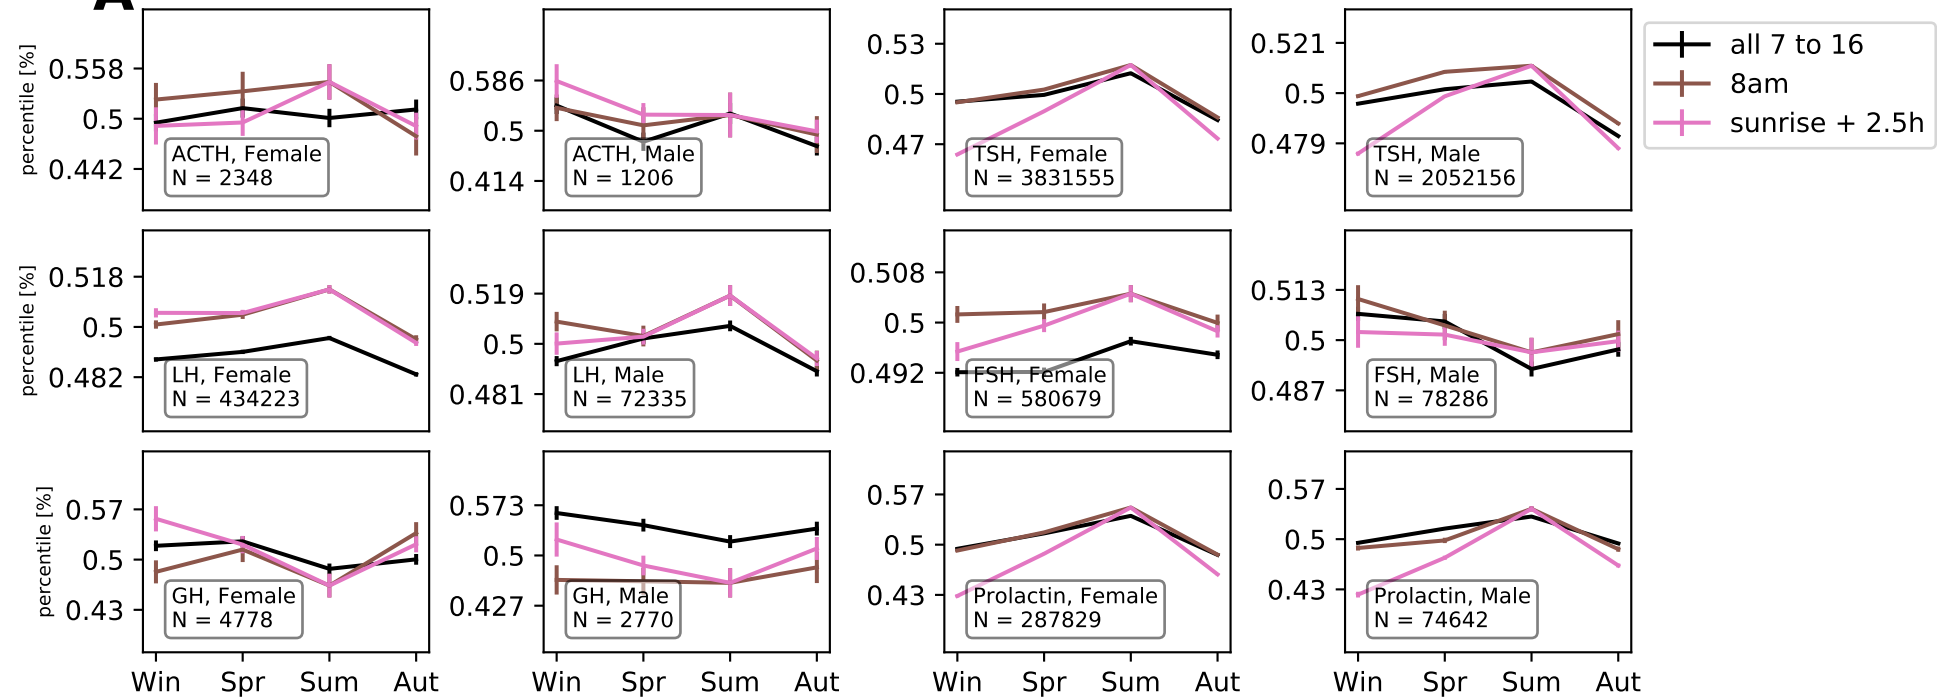 A
percentile [%]
0.558
0.5
0.442
ACTH, Female
N = 2348
0.586
0.5
0.414
ACTH, Male
N = 1206
0.53
0.5
0.47
TSH, Female
N = 3831555
0.521
0.5
0.479
TSH, Male
N = 2052156
all 7 to 16
8am
sunrise + 2.5h
percentile [%]
0.518
0.5
0.482
LH, Female
N = 434223
0.519
0.5
0.481
LH, Male
N = 72335
0.508
0.5
0.492
FSH, Female
N = 580679
0.513
0.5
0.487
FSH, Male
N = 78286
percentile [%]
0.57
0.5
0.43
GH, Female
N = 4778
0.573
0.5
0.427
GH, Male
N = 2770
0.57
0.5
0.43
Prolactin, Female
N = 287829
0.57
0.5
0.43
Prolactin, Male
N = 74642
Win Spr Sum Aut
Win Spr Sum Aut
Win Spr Sum Aut
Win Spr Sum Aut